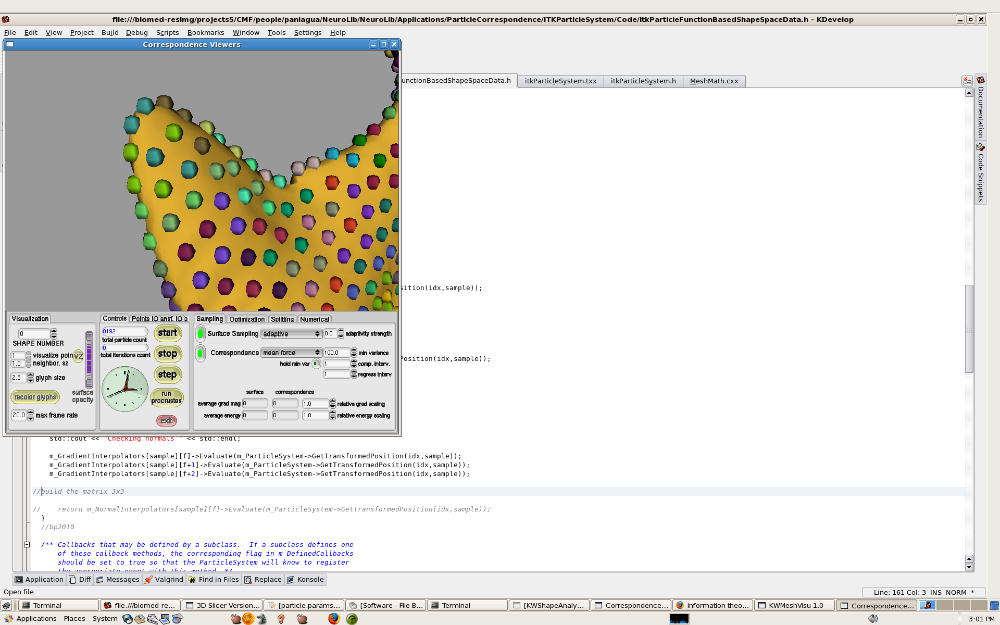 file:///biomed-resimg/projects5/CMF/people/paniagua/NeuroLib/NeuroLib/Applications/ParticleCorrespondence/ITKParticleSystem/Code/itkParticleFunctionBasedShapeSpaceData.h - KDevelop
File Edit View Project Build Debug Tools Scripts Bookmarks Window Tools Settings Help
Correspondence Viewers
unctionBasedShapeSpaceData.h itkParticleSystem.txx itkParticleSystem.h MeshMath.cxx
Documentation
Code Snippets
sition(idx,sample));
Position(idx,sample));
Visualization
0
SHAPE NUMBER
1 visualize poin
VZ
1.0 neighbor. sz
2.5 glyph size
recolor glyphs
surface
opacity
20.0 max frame rate
Controls Points IO ansf. IO
8192
total particle count
0
total iterations count
start
stop
step
run
procrustes
exit
Sampling Optimization Splitting Numerical
Surface Sampling adaptive 0.0 adaptivity strength
Correspondence mean force 100.0 min variance
hold min var 1 comp. interv.
1 regress interv
surface correspondence
average grad mag 0 0 1.0 relative grad scaling
average energy 0 0 1.0 relative energy scaling
std::cout << "Checking normals " << std::endl;
m_GradientInterpolators[sample][f]->Evaluate(m_ParticleSystem->GetTransformedPosition(idx,sample));
m_GradientInterpolators[sample][f+1]->Evaluate(m_ParticleSystem->GetTransformedPosition(idx,sample));
m_GradientInterpolators[sample][f+2]->Evaluate(m_ParticleSystem->GetTransformedPosition(idx,sample));
//build the matrix 3x3
//    return m_NormalInterpolators[sample][f]->Evaluate(m_ParticleSystem->GetTransformedPosition(idx,sample));
}
//bp2010
/** Callbacks that may be defined by a subclass.  If a subclass defines one
of these callback methods, the corresponding flag in m_DefinedCallbacks
should be set to true so that the ParticleSystem will know to register
the appropriate event with this method. */
Application Diff Messages Valgrind Find in Files Replace Konsole
Open file
Line: 161 Col: 3 INS NORM *
Terminal file:///biomed-re... 3D Slicer Version... [particle.params... [Software - File B... Terminal [KWShapeAnaly... Correspondence... Information theo... KWMeshVisu 1.0 Correspondence...
Applications Places System
3:01 PM